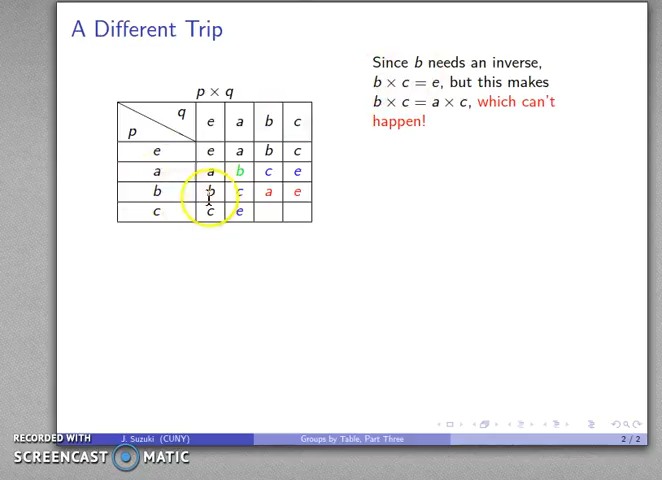 A Different Trip
Since b needs an inverse,
b × c = e, but this makes
b × c = a × c, which can't
happen!
p × q
q
p
e a b c
e e a b c
a a b c e
b b c a e
c c e
RECORDED WITH
SCREENCAST MATIC
J. Suzuki (CUNY)
Groups by Table, Part Three
2 / 2